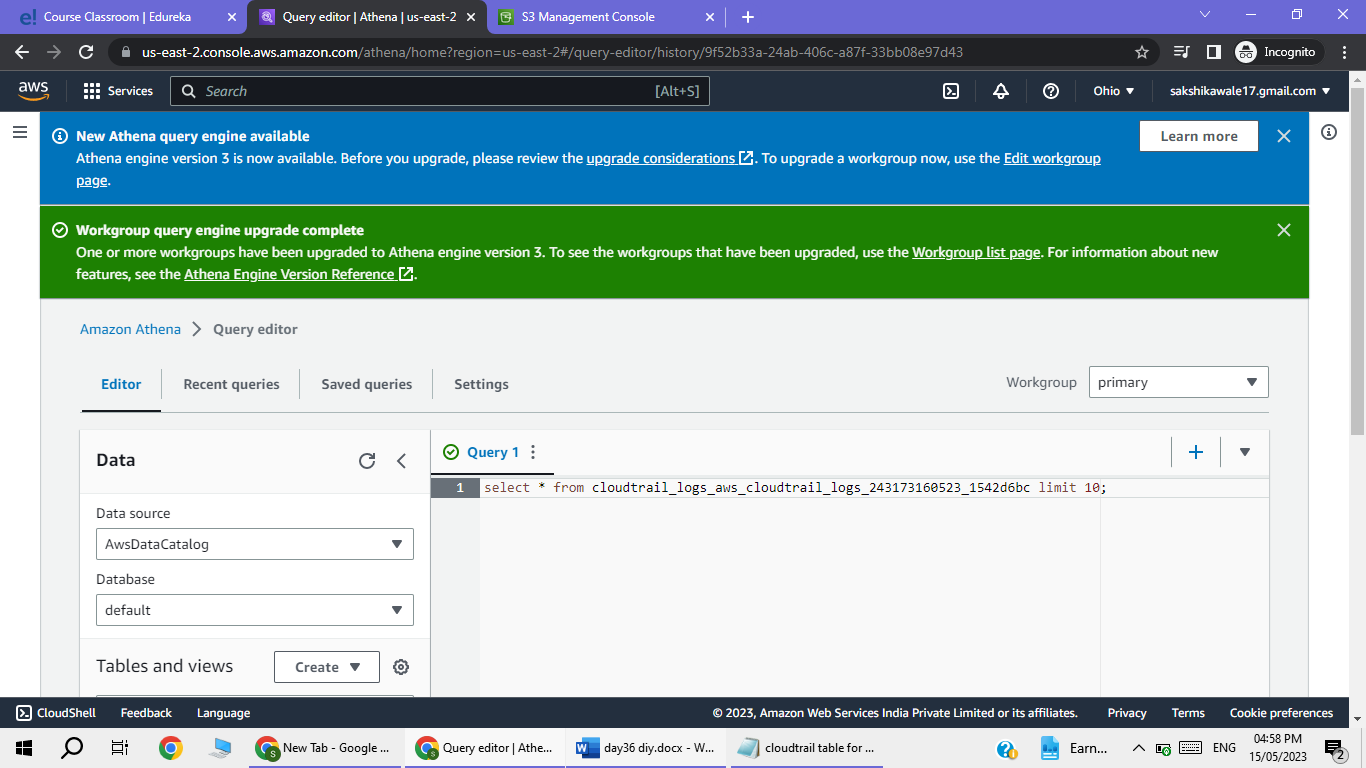 e! Course Classroom | Edureka
Query editor | Athena | us-east-2
S3 Management Console
us-east-2.console.aws.amazon.com/athena/home?region=us-east-2#/query-editor/history/9f52b33a-24ab-406c-a87f-33bb08e97d43
Incognito
aws
Services
Search
[Alt+S]
Ohio
sakshikawale17.gmail.com
New Athena query engine available
Learn more
Athena engine version 3 is now available. Before you upgrade, please review the upgrade considerations. To upgrade a workgroup now, use the Edit workgroup
page.
Workgroup query engine upgrade complete
One or more workgroups have been upgraded to Athena engine version 3. To see the workgroups that have been upgraded, use the Workgroup list page. For information about new
features, see the Athena Engine Version Reference.
Amazon Athena
Query editor
Editor
Recent queries
Saved queries
Settings
Workgroup
primary
Data
Query 1
1 select * from cloudtrail_logs_aws_cloudtrail_logs_243173160523_1542d6bc limit 10;
Data source
AwsDataCatalog
Database
default
Tables and views
Create
CloudShell
Feedback
Language
© 2023, Amazon Web Services India Private Limited or its affiliates.
Privacy
Terms
Cookie preferences
New Tab - Google ...
Query editor | Athe...
day36 diy.docx - W...
cloudtrail table for ...
Earn...
ENG
04:58 PM
15/05/2023
2